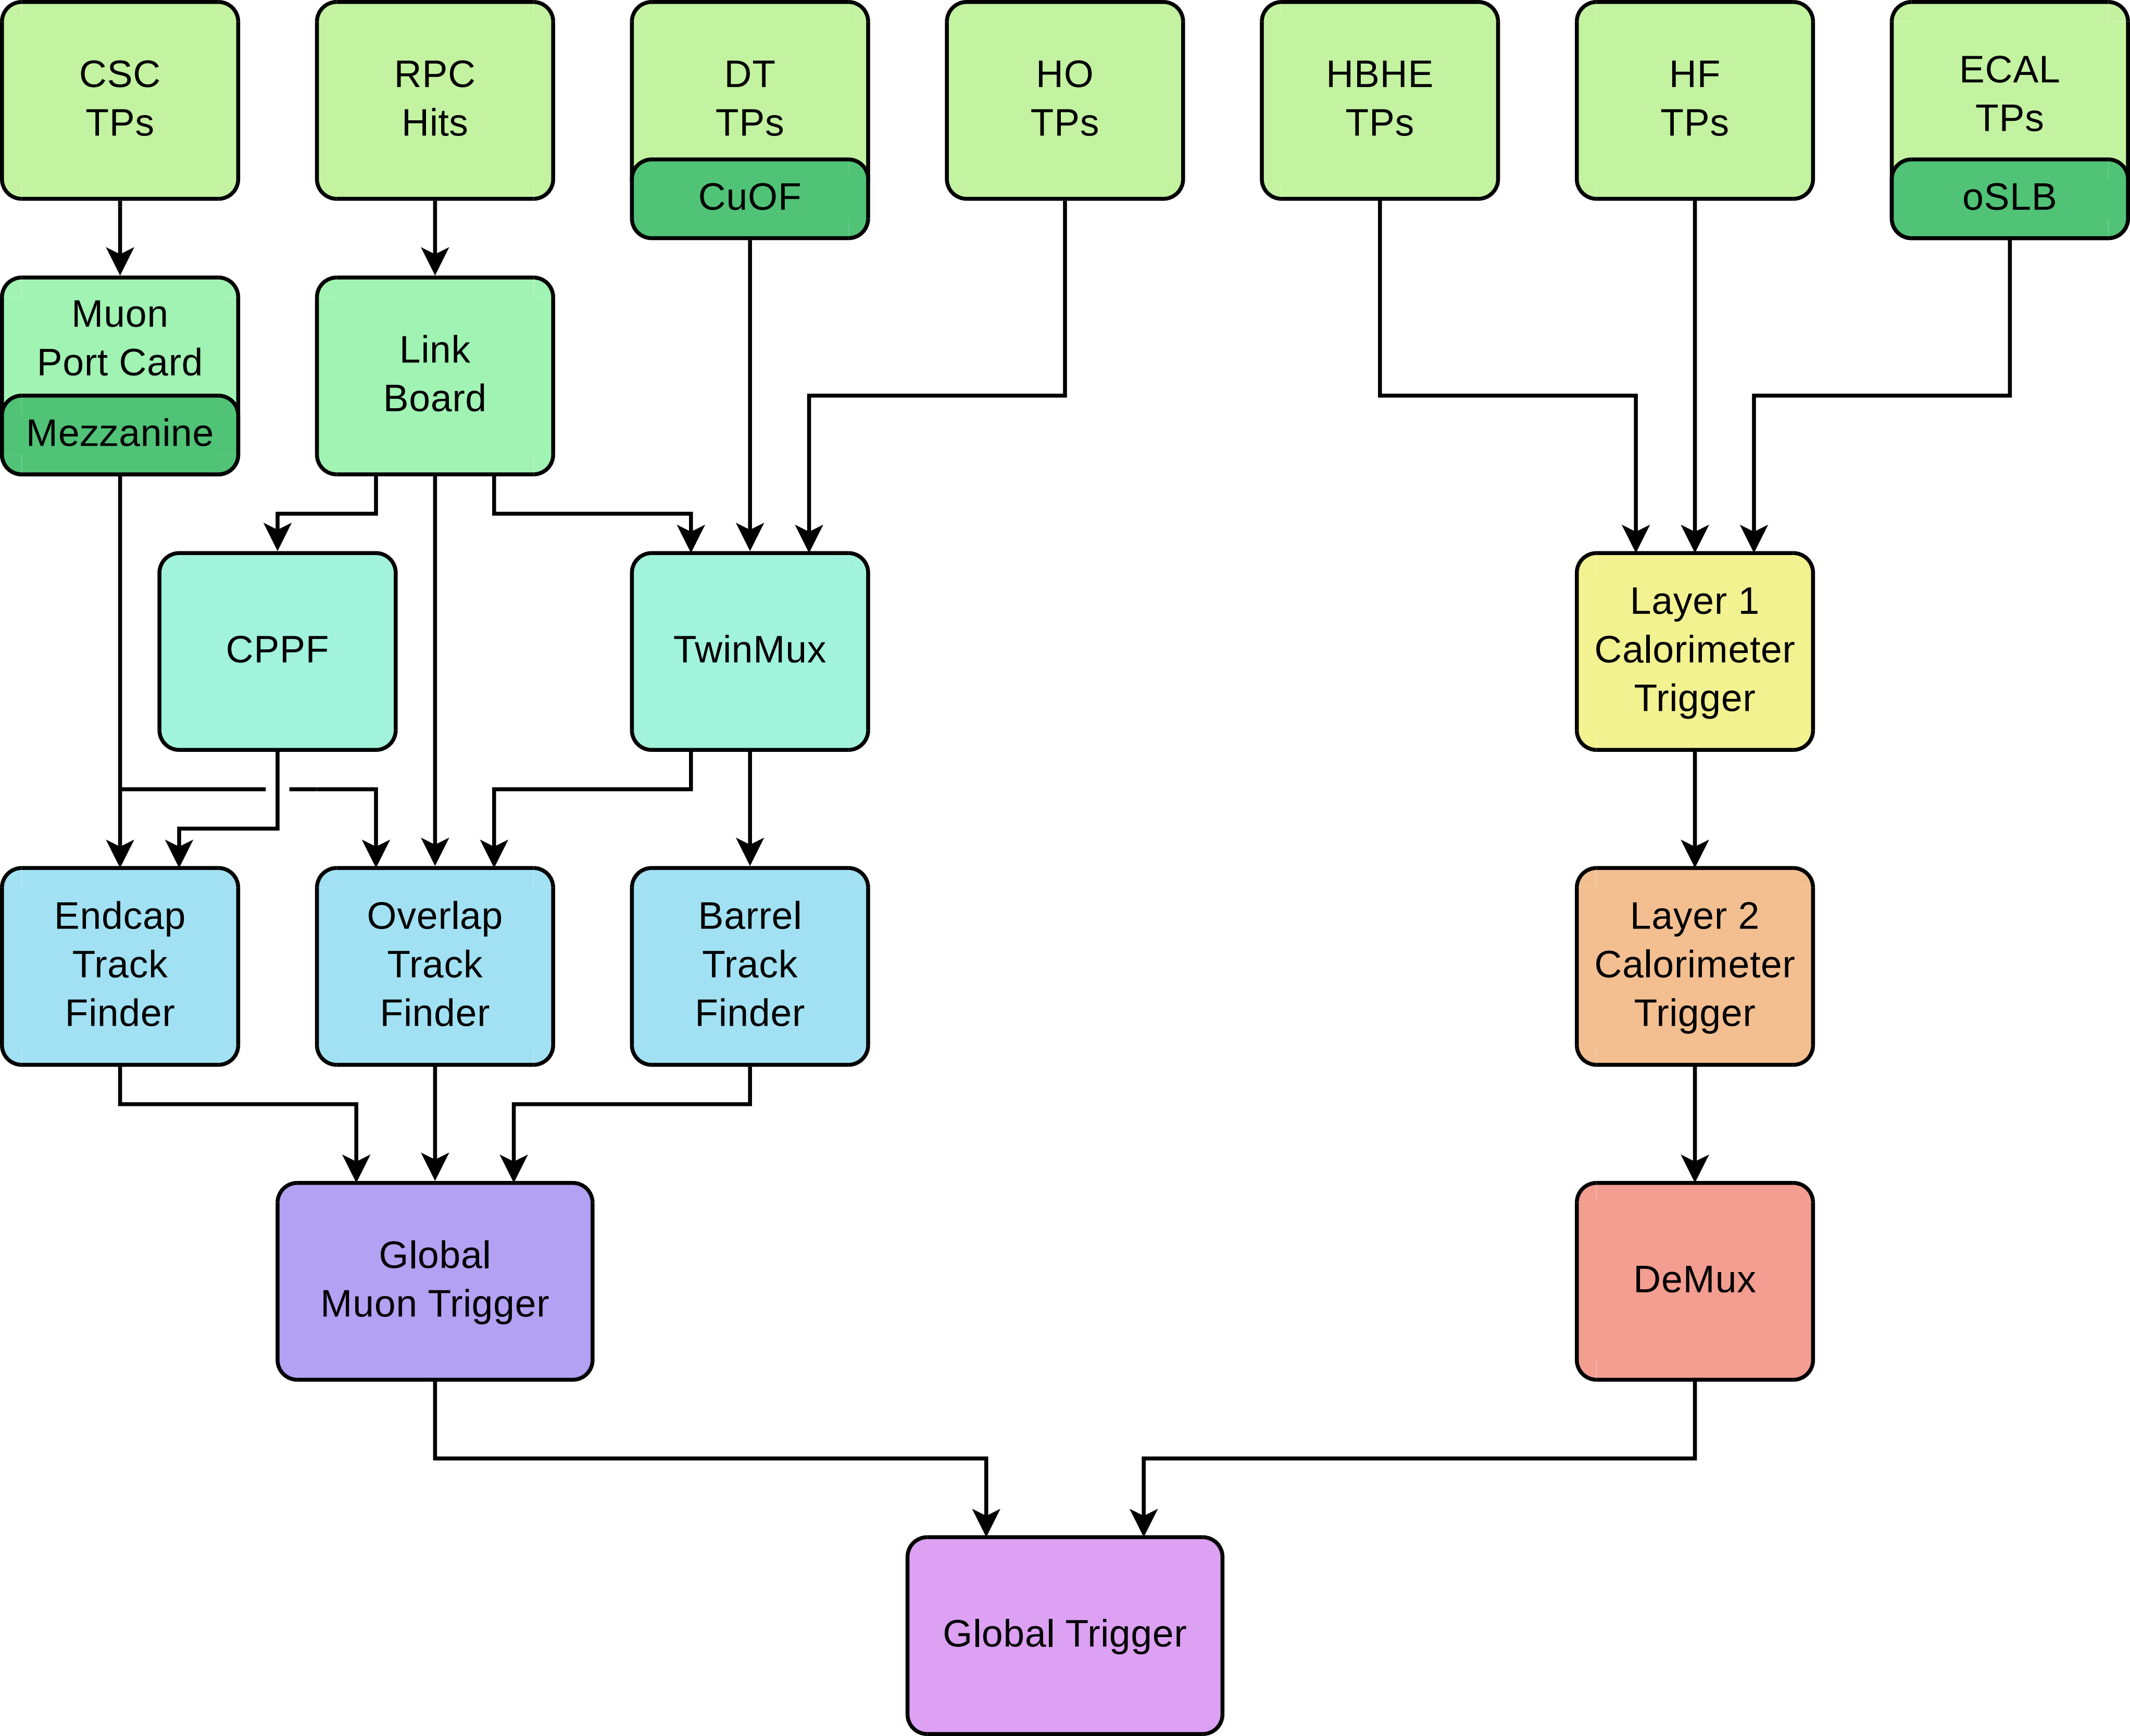 CSC
TPs
RPC
Hits
DT
TPs
CuOF
HO
TPs
HBHE
TPs
HF
TPs
ECAL
TPs
oSLB
Muon
Port Card
Mezzanine
Link
Board
CPPF
TwinMux
Layer 1
Calorimeter
Trigger
Endcap
Track
Finder
Overlap
Track
Finder
Barrel
Track
Finder
Layer 2
Calorimeter
Trigger
Global
Muon Trigger
DeMux
Global Trigger